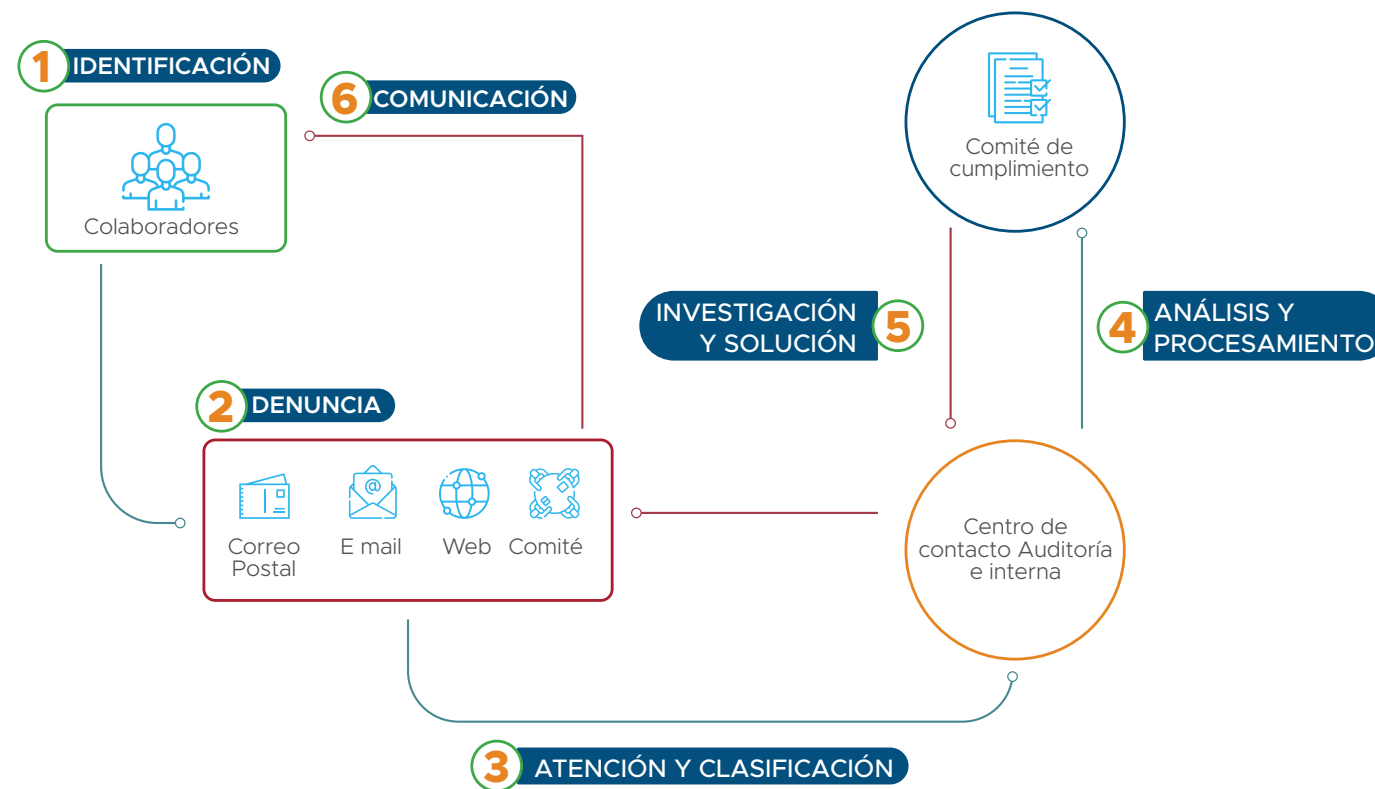 1 IDENTIFICACIÓN
Colaboradores
6 COMUNICACIÓN
Comité de
cumplimiento
INVESTIGACIÓN
Y SOLUCIÓN 5
4 ANÁLISIS Y
PROCESAMIENTO
2 DENUNCIA
@
Correo
Postal
E mail
Web
Comité
Centro de
contacto Auditoría
e interna
3 ATENCIÓN Y CLASIFICACIÓN